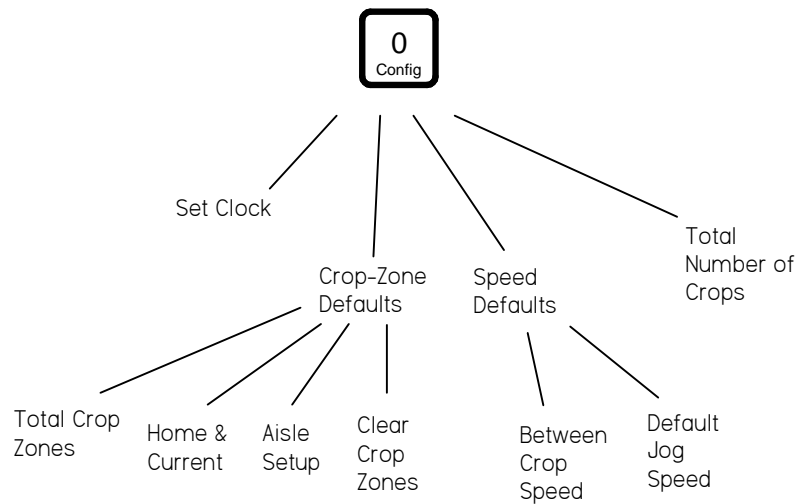 0
Config
Set Clock
Crop-Zone
Defaults
Speed
Defaults
Total
Number of
Crops
Total Crop
Zones
Home &
Current
Aisle
Setup
Clear
Crop
Zones
Between
Crop
Speed
Default
Jog
Speed